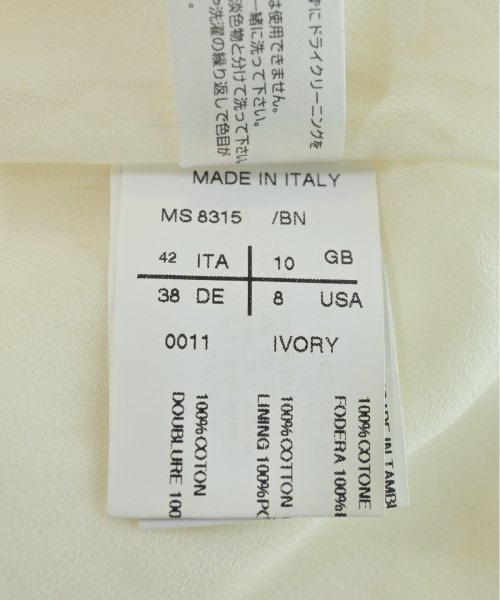 ずにドライクリーニングを
は使用できません。
一緒に洗って下さい。
淡色物と分けて洗って下さい
や洗濯の繰り返しで色目が
MADE IN ITALY
MS 8315 /BN
42 ITA 10 GB
38 DE 8 USA
0011 IVORY
100%COTONE
FODERA 100%
100%COTTON
LINING 100%PO
100%COTON
DOUBLURE 100